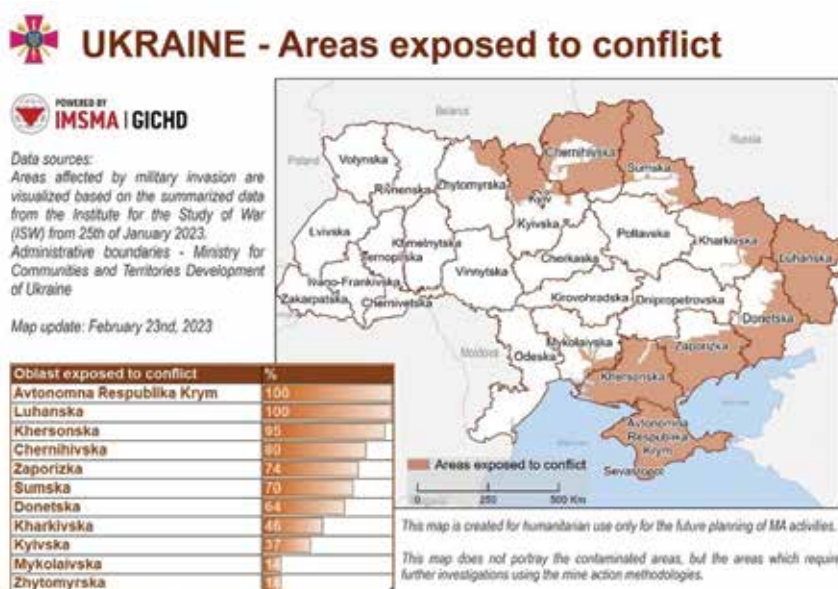 UKRAINE - Areas exposed to conflict
POWERED BY
IMSMA | GICHD
Data sources:
Areas affected by military invasion are
visualized based on the summarized data
from the Institute for the Study of War
(ISW) from 25th of January 2023.
Administrative boundaries - Ministry for
Communities and Territories Development
of Ukraine
Map update: February 23nd, 2023
Belarus
Russia
Poland
Chernihivska
Volynska
Sumska
Rivnenska
Zhytomyrska
Kyiv
Lvivska
Kyivska
Poltavska
Kharkivska
Khmelnytska
Luhanska
Ternopilska
Cherkaska
Vinnytska
Ivano-Frankivska
Zakarpatska
Chernivetska
Kirovohradska
Dnipropetrovska
Donetska
Mykolaivska
Zaporizka
Moldova
Odeska
Khersonska
Avtonomna
Respublika
Krym
Sevastopol
Areas exposed to conflict
0 250 500 Km
Oblast exposed to conflict %
Avtonomna Respublika Krym 100
Luhanska 100
Khersonska 95
Chernihivska 80
Zaporizka 74
Sumska 70
Donetska 64
Kharkivska 46
Kyivska 37
Mykolaivska
Zhytomyrska
This map is created for humanitarian use only for the future planning of MA activities.
This map does not portray the contaminated areas, but the areas which require
further investigations using the mine action methodologies.